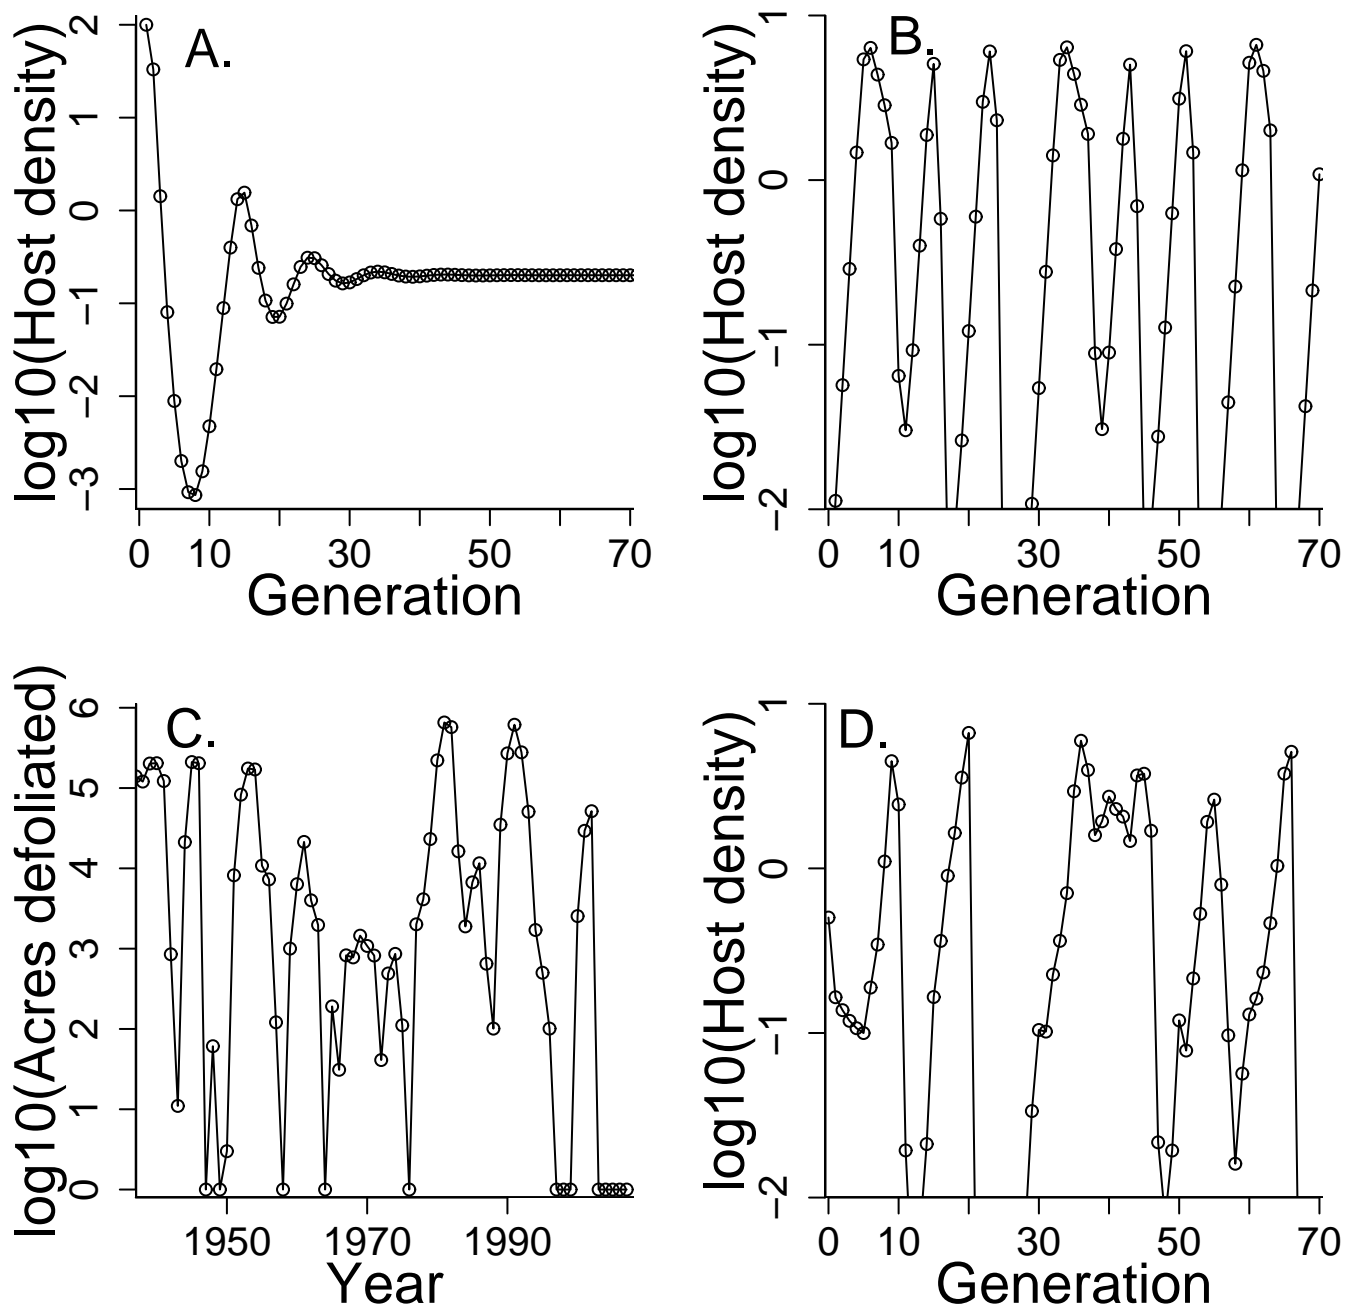 A.
log10(Host density)
2
1
0
−1
−2
−3
0 10 30 50 70
Generation
B.
log10(Host density)
1
0
−1
−2
0 10 30 50 70
Generation
C.
log10(Acres defoliated)
6
5
4
3
2
1
0
1950 1970 1990
Year
D.
log10(Host density)
1
0
−1
−2
0 10 30 50 70
Generation